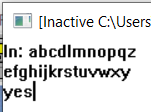 [Inactive C:\Users
In: abcdlmnopqz
efghijkrstuvwxy
yes